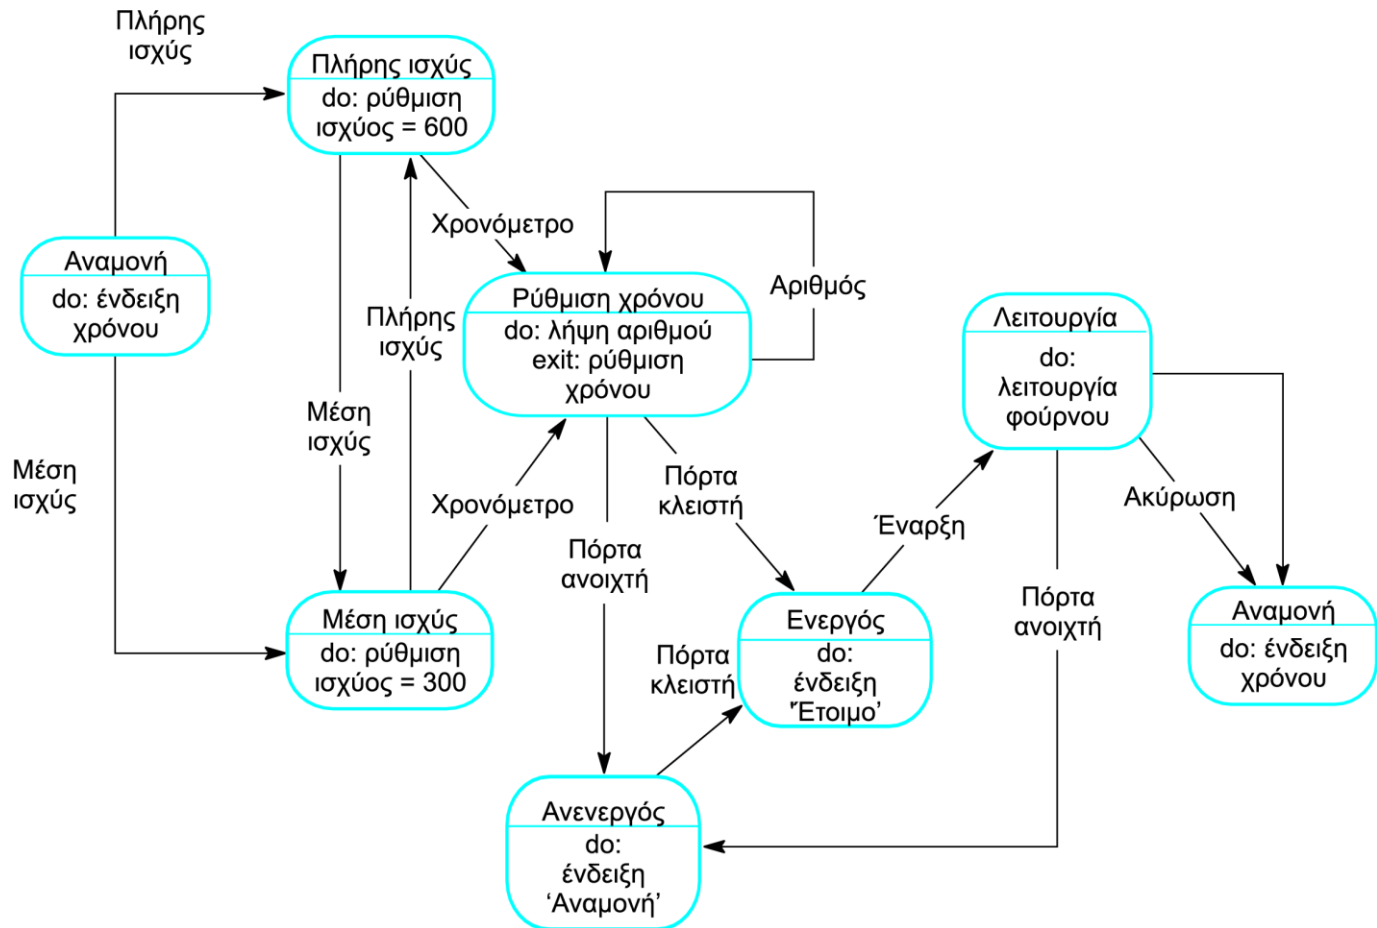 Πλήρης
ισχύς
Πλήρης ισχύς
do: ρύθμιση
ισχύος = 600
Χρονόμετρο
Αναμονή
do: ένδειξη
χρόνου
Πλήρης
ισχύς
Ρύθμιση χρόνου
do: λήψη αριθμού
exit: ρύθμιση
χρόνου
Αριθμός
Λειτουργία
do:
λειτουργία
φούρνου
Μέση
ισχύς
Μέση
ισχύς
Χρονόμετρο
Πόρτα
κλειστή
Πόρτα
ανοιχτή
Έναρξη
Ακύρωση
Μέση ισχύς
do: ρύθμιση
ισχύος = 300
Πόρτα
κλειστή
Ενεργός
do:
ένδειξη
'Έτοιμο’
Πόρτα
ανοιχτή
Αναμονή
do: ένδειξη
χρόνου
Ανενεργός
do:
ένδειξη
‘Αναμονή’